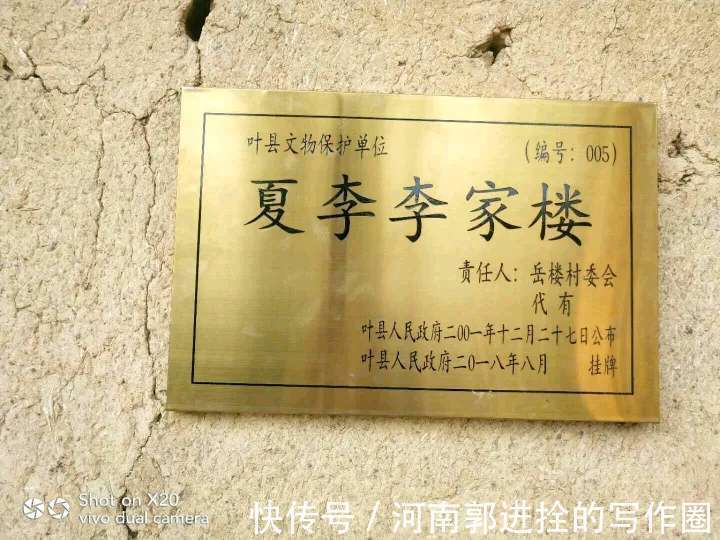 叶县文物保护单位 (编号：005)
夏李李家楼
责任人：岳楼村委会
代有
叶县人民政府二00一年十二月二十七日公布
叶县人民政府二0一八年八月 挂牌
Shot on X20
vivo dual camera
快传号 / 河南郭进拴的写作圈